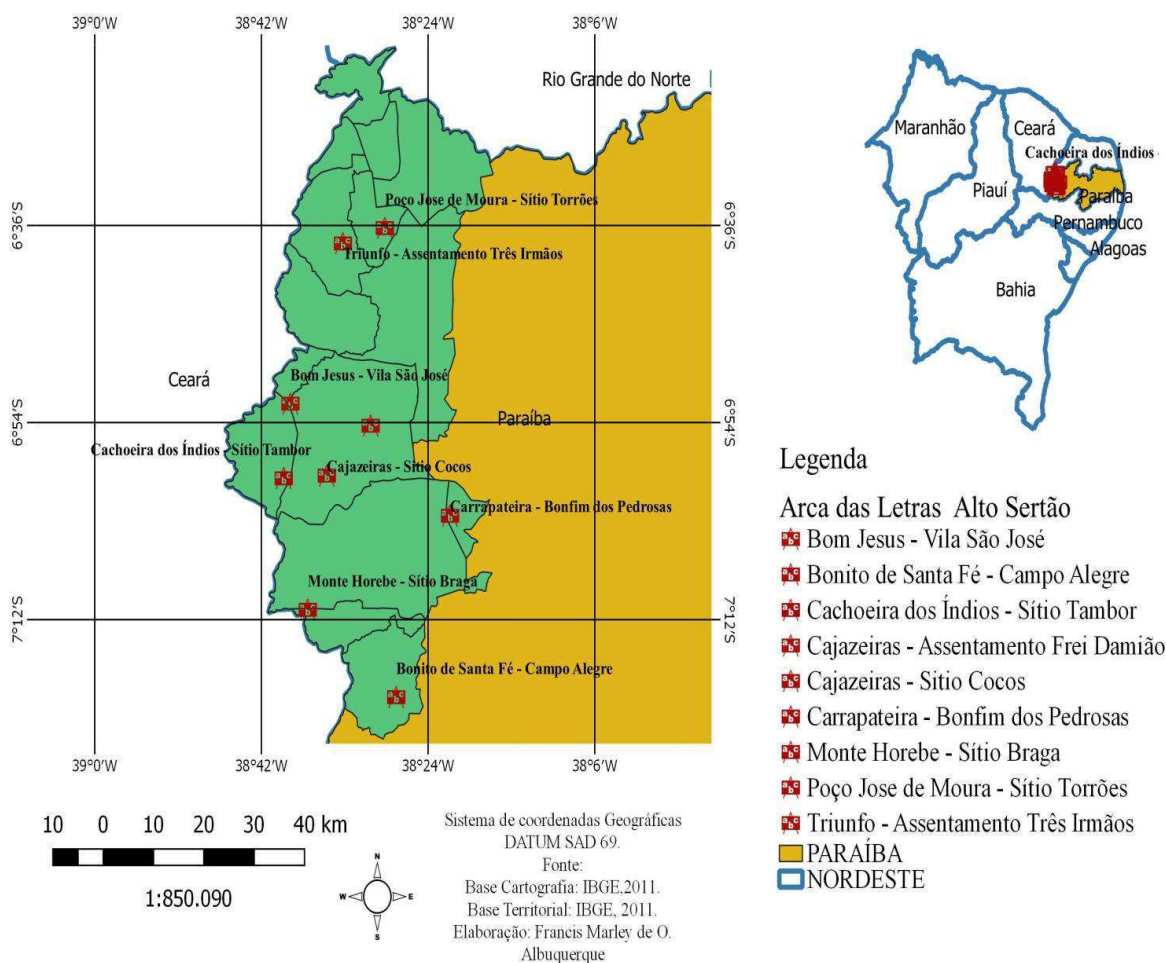 39°0'W
38°42'W
38°24'W
38°6'W
Rio Grande do Norte
Poço Jose de Moura - Sítio Torrões
6°36'S
6°36'S
Triunfo - Assentamento Três Irmãos
Bom Jesus - Vila São José
Ceará
6°54'S
Paraíba
6°54'S
Cachoeira dos Índios - Sítio Tambor
Cajazeiras - Sitio Cocos
Carrapateira - Bonfim dos Pedrosas
Monte Horebe - Sítio Braga
7°12'S
7°12'S
Bonito de Santa Fé - Campo Alegre
39°0'W
38°42'W
38°24'W
38°6'W
10 0 10 20 30 40 km
1:850.090
N
W
E
S
Sistema de coordenadas Geográficas
DATUM SAD 69.
Fonte:
Base Cartografia: IBGE,2011.
Base Territorial: IBGE, 2011.
Elaboração: Francis Marley de O.
Albuquerque
Maranhão
Ceará
Cachoeira dos Índios -
Piauí
Paraíba
Pernambuco
Alagoas
Bahia
Legenda
Arca das Letras Alto Sertão
Bom Jesus - Vila São José
Bonito de Santa Fé - Campo Alegre
Cachoeira dos Índios - Sítio Tambor
Cajazeiras - Assentamento Frei Damião
Cajazeiras - Sitio Cocos
Carrapateira - Bonfim dos Pedrosas
Monte Horebe - Sítio Braga
Poço Jose de Moura - Sítio Torrões
Triunfo - Assentamento Três Irmãos
PARAÍBA
NORDESTE